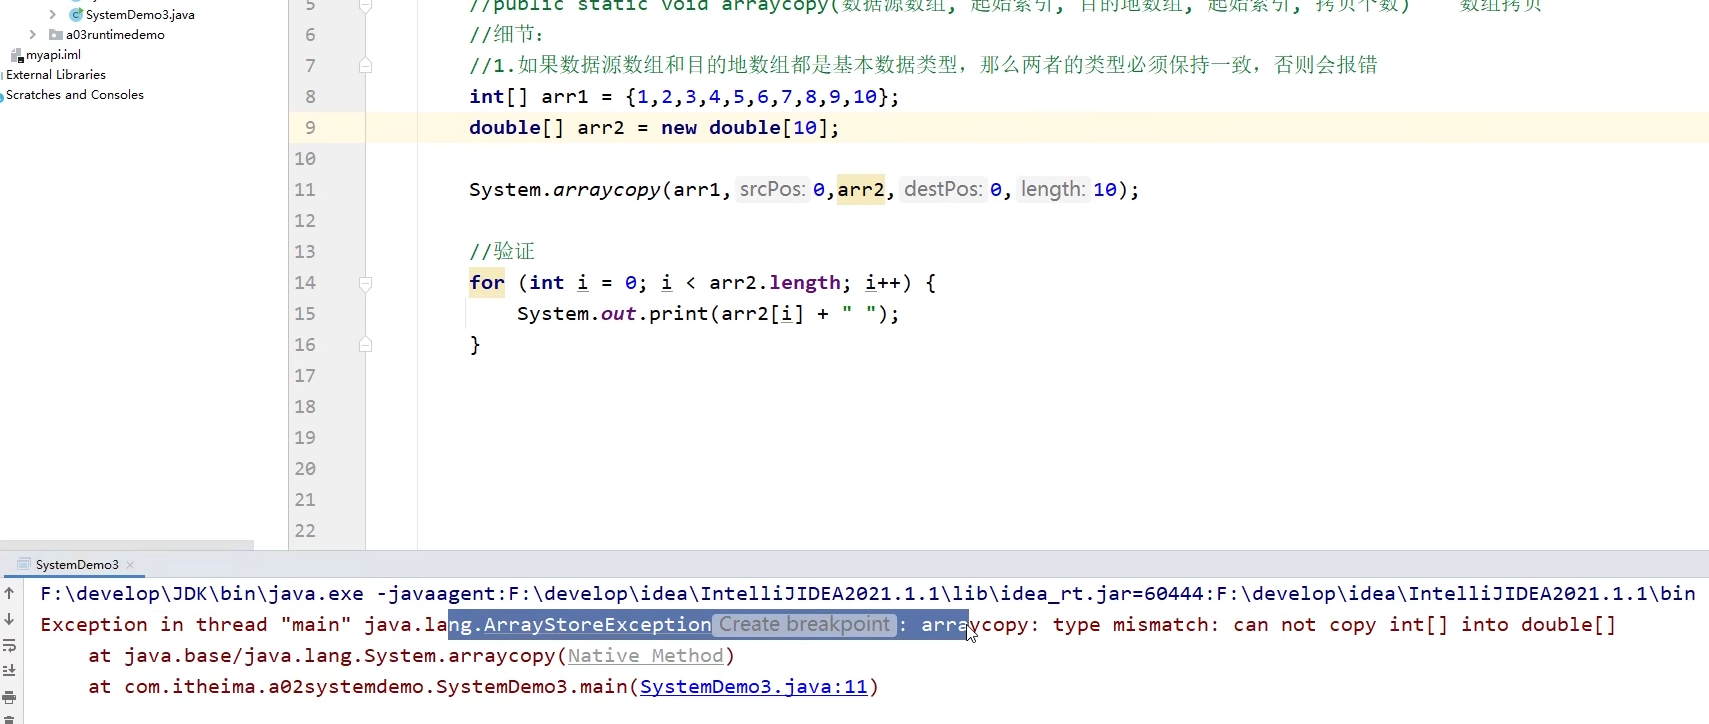 SystemDemo3.java
a03runtimedemo
myapi.iml
External Libraries
Scratches and Consoles
5 //public static void arraycopy(数据源数组, 起始索引, 目的地数组, 起始索引, 拷贝个数) 数组拷贝
6 //细节:
7 //1.如果数据源数组和目的地数组都是基本数据类型，那么两者的类型必须保持一致，否则会报错
8 int[] arr1 = {1,2,3,4,5,6,7,8,9,10};
9 double[] arr2 = new double[10];
10
11 System.arraycopy(arr1, srcPos: 0,arr2, destPos: 0, length: 10);
12
13 //验证
14 for (int i = 0; i < arr2.length; i++) {
15 System.out.print(arr2[i] + " ");
16 }
17
18
19
20
21
22
SystemDemo3 ×
F:\develop\JDK\bin\java.exe -javaagent:F:\develop\idea\IntelliJIDEA2021.1.1\lib\idea_rt.jar=60444:F:\develop\idea\IntelliJIDEA2021.1.1\bin
Exception in thread "main" java.lang.ArrayStoreException Create breakpoint : arraycopy: type mismatch: can not copy int[] into double[]
at java.base/java.lang.System.arraycopy(Native Method)
at com.itheima.a02systemdemo.SystemDemo3.main(SystemDemo3.java:11)